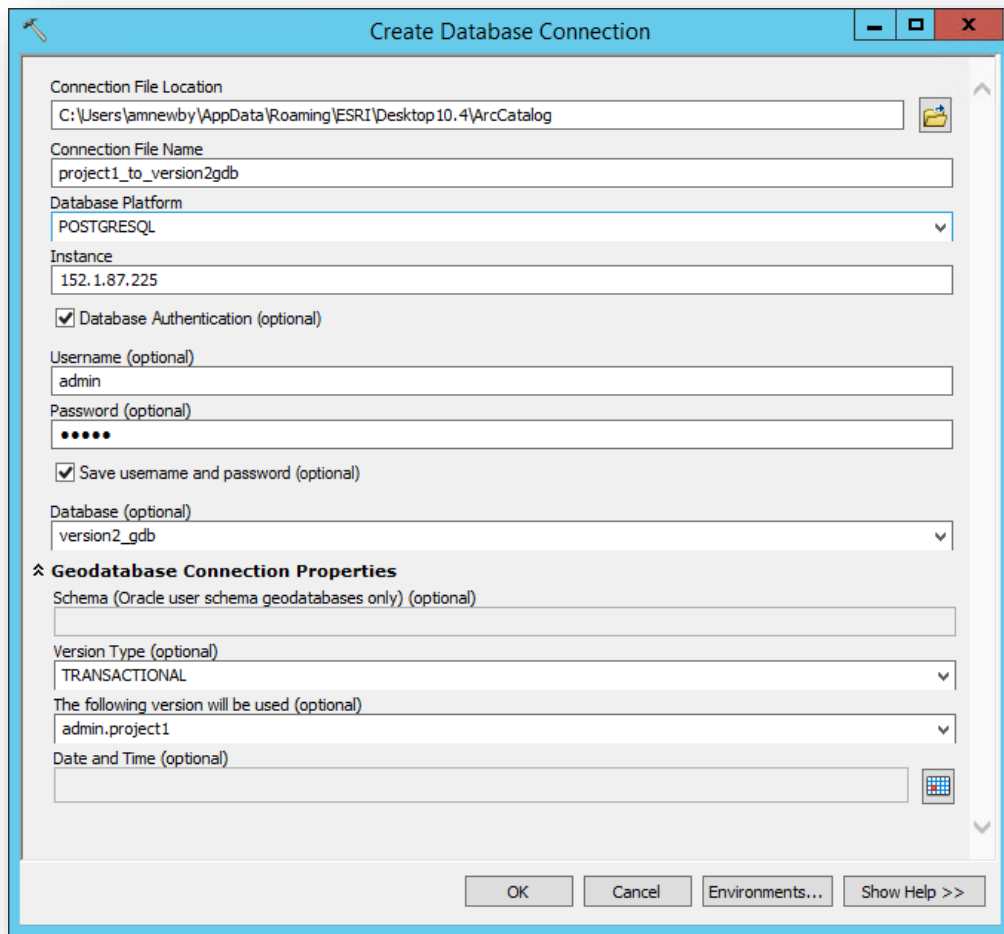 Create Database Connection
Connection File Location
C:\Users\amnewby\AppData\Roaming\ESRI\Desktop10.4\ArcCatalog
Connection File Name
project1_to_version2gdb
Database Platform
POSTGRESQL
Instance
152.1.87.225
Database Authentication (optional)
Username (optional)
admin
Password (optional)
•••••
Save username and password (optional)
Database (optional)
version2_gdb
Geodatabase Connection Properties
Schema (Oracle user schema geodatabases only) (optional)
Version Type (optional)
TRANSACTIONAL
The following version will be used (optional)
admin.project1
Date and Time (optional)
OK Cancel Environments... Show Help >>